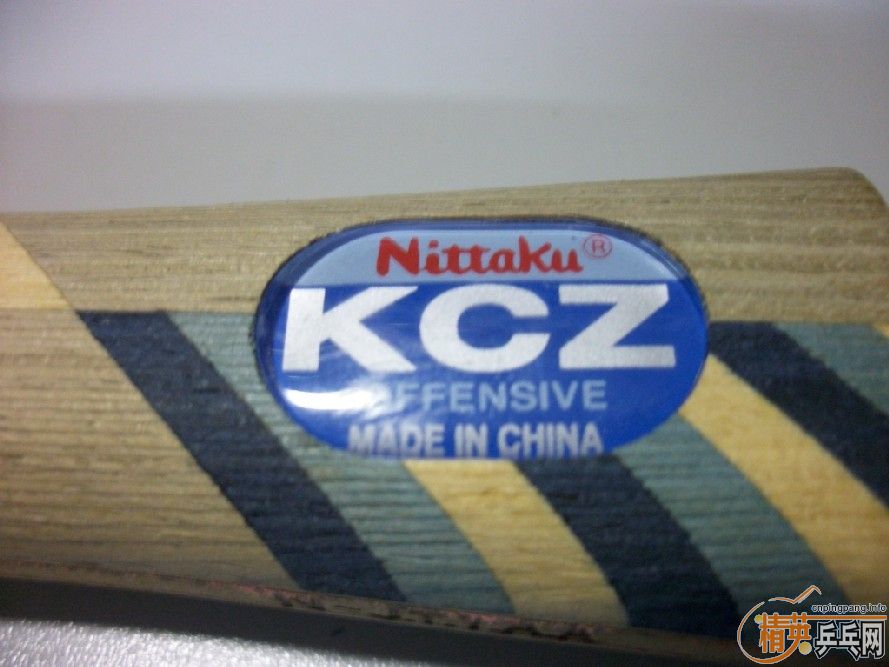 Nittaku®
KCZ
OFFENSIVE
MADE IN CHINA
cnpingpang.info
精英乒乓网